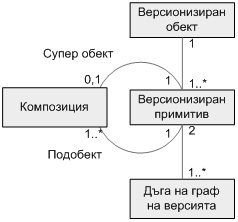 Версионизиран
обект
1
Супер обект
0,1
1
1..*
Композиция
Версионизиран
примитив
1..*
1
2
Подобект
1..*
Дъга на граф
на версията